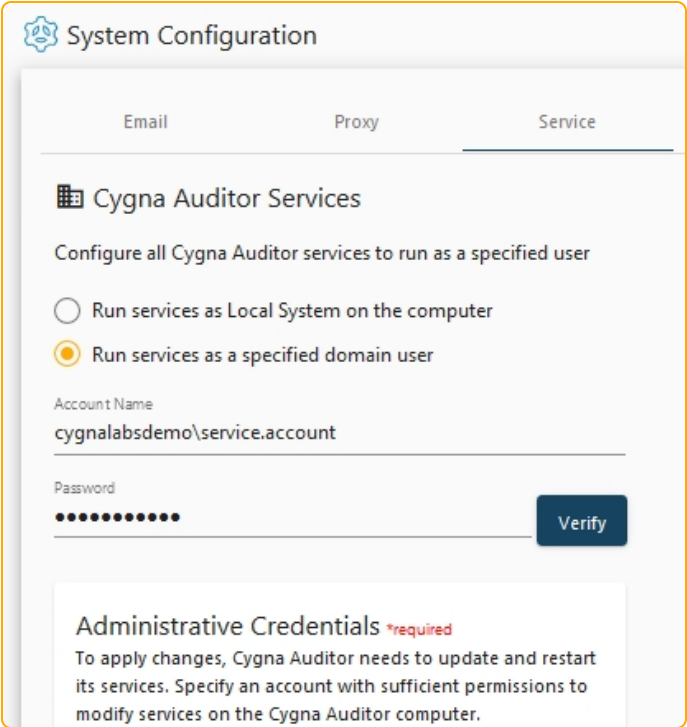 System Configuration
Email Proxy Service
Cygna Auditor Services
Configure all Cygna Auditor services to run as a specified user
Run services as Local System on the computer
Run services as a specified domain user
Account Name
cygnalabsdemo\service.account
Password
•••••••••••
Verify
Administrative Credentials *required
To apply changes, Cygna Auditor needs to update and restart
its services. Specify an account with sufficient permissions to
modify services on the Cygna Auditor computer.